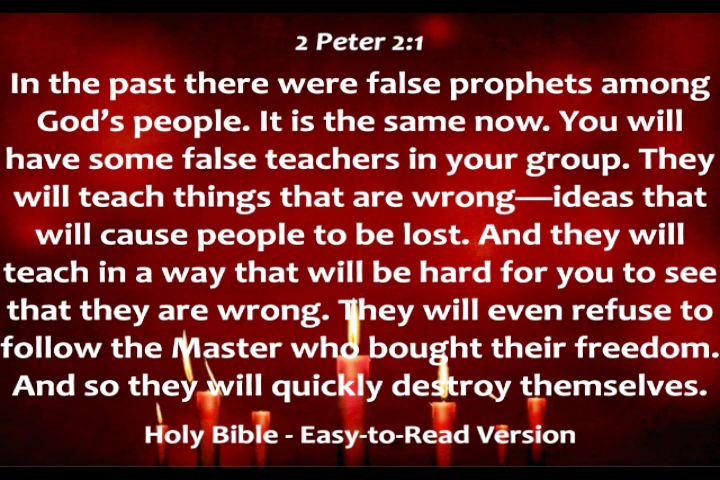 2 Peter 2:1
In the past there were false prophets among
God’s people. It is the same now. You will
have some false teachers in your group. They
will teach things that are wrong—ideas that
will cause people to be lost. And they will
teach in a way that will be hard for you to see
that they are wrong. They will even refuse to
follow the Master who bought their freedom.
And so they will quickly destroy themselves.
Holy Bible - Easy-to-Read Version